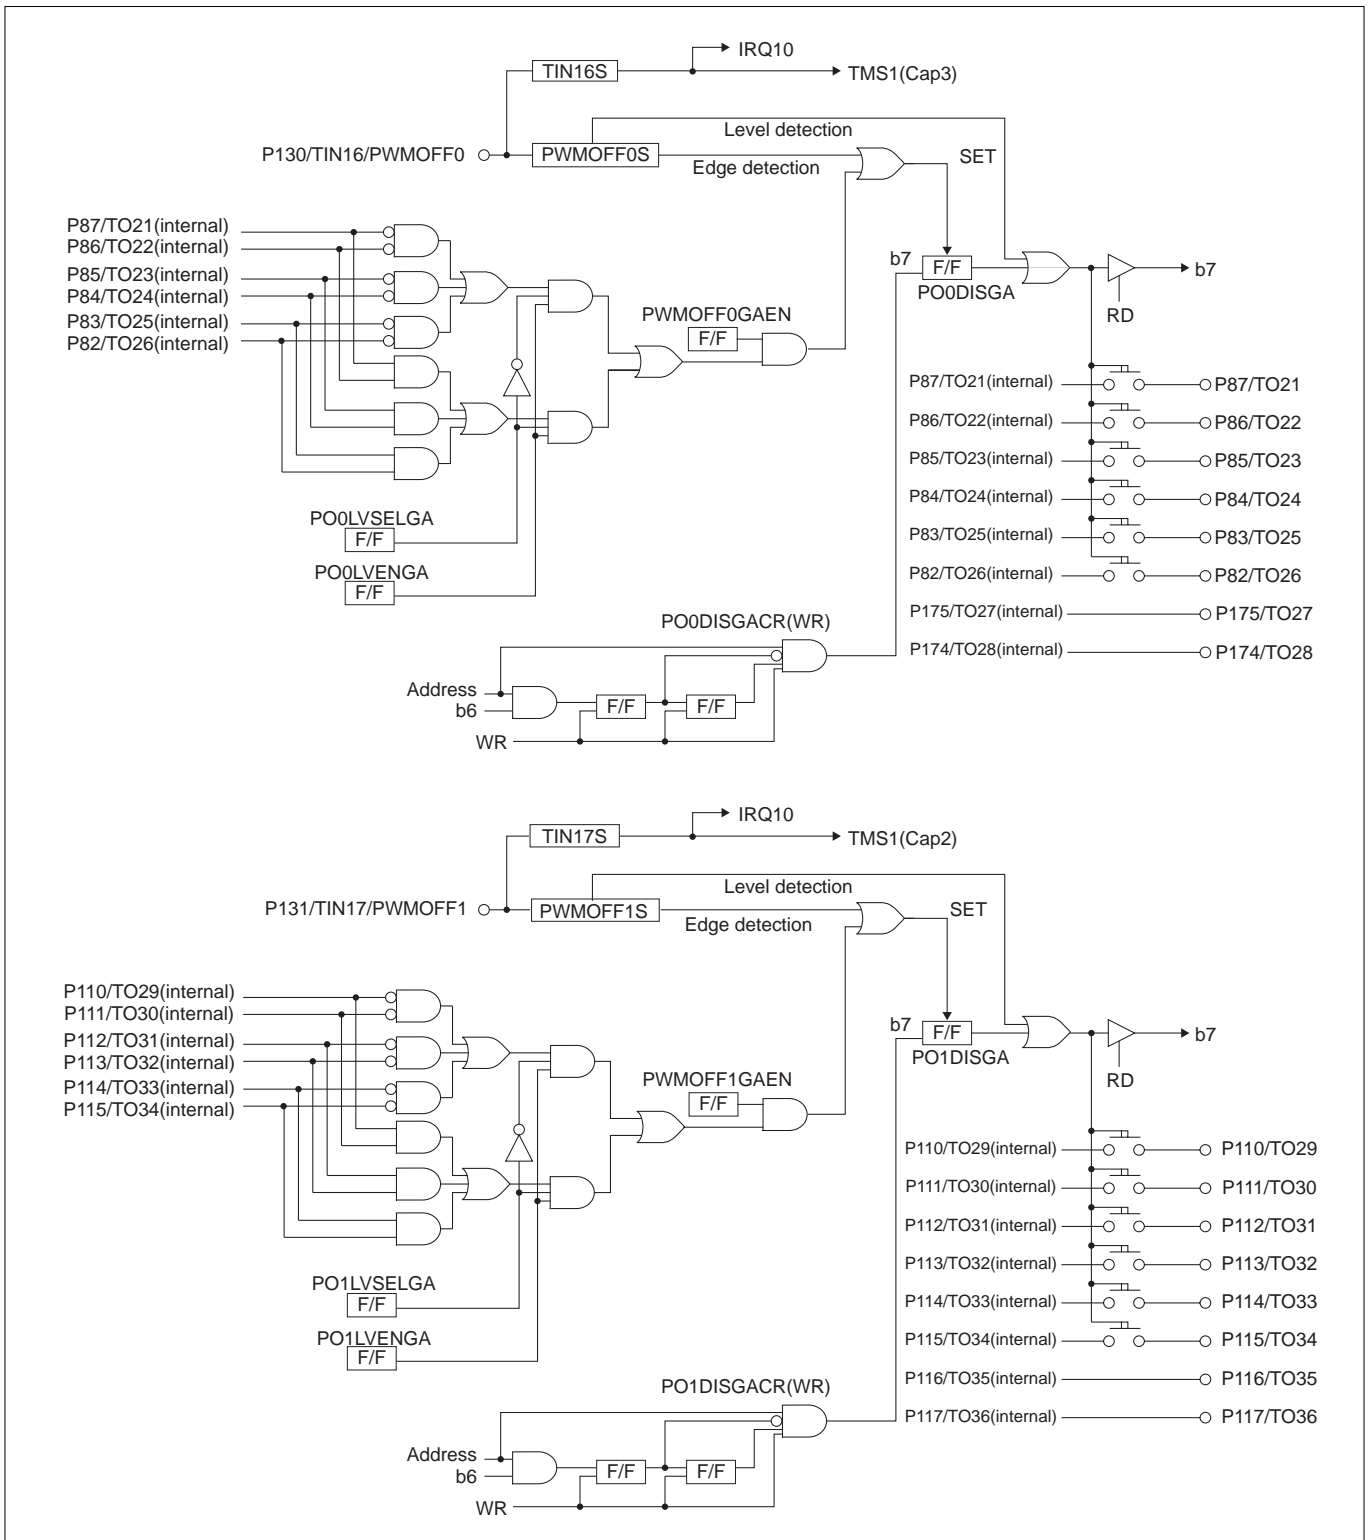 IRQ10
TIN16S
TMS1(Cap3)
Level detection
P130/TIN16/PWMOFF0
PWMOFF0S
Edge detection
SET
P87/TO21(internal)
P86/TO22(internal)
P85/TO23(internal)
P84/TO24(internal)
P83/TO25(internal)
P82/TO26(internal)
b7
F/F
PO0DISGA
b7
RD
PWMOFF0GAEN
F/F
P87/TO21(internal)
P87/TO21
P86/TO22(internal)
P86/TO22
P85/TO23(internal)
P85/TO23
P84/TO24(internal)
P84/TO24
P83/TO25(internal)
P83/TO25
P82/TO26(internal)
P82/TO26
P175/TO27(internal)
P175/TO27
P174/TO28(internal)
P174/TO28
PO0LVSELGA
F/F
PO0LVENGA
F/F
PO0DISGACR(WR)
Address
b6
F/F
F/F
WR
IRQ10
TIN17S
TMS1(Cap2)
Level detection
P131/TIN17/PWMOFF1
PWMOFF1S
Edge detection
SET
P110/TO29(internal)
P111/TO30(internal)
P112/TO31(internal)
P113/TO32(internal)
P114/TO33(internal)
P115/TO34(internal)
b7
F/F
PO1DISGA
b7
RD
PWMOFF1GAEN
F/F
P110/TO29(internal)
P110/TO29
P111/TO30(internal)
P111/TO30
P112/TO31(internal)
P112/TO31
P113/TO32(internal)
P113/TO32
P114/TO33(internal)
P114/TO33
P115/TO34(internal)
P115/TO34
P116/TO35(internal)
P116/TO35
P117/TO36(internal)
P117/TO36
PO1LVSELGA
F/F
PO1LVENGA
F/F
PO1DISGACR(WR)
Address
b6
F/F
F/F
WR